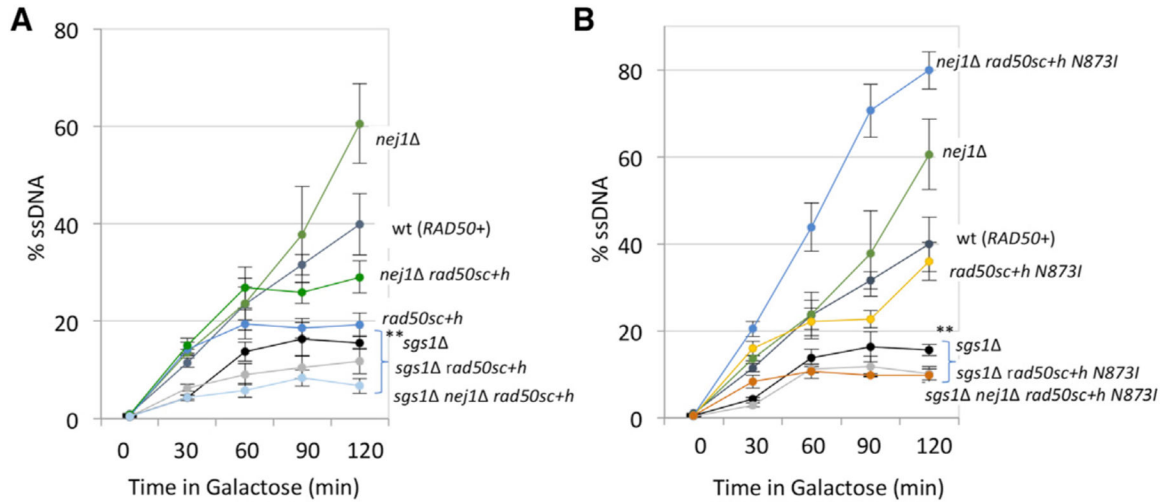 A
80
60
40
20
0
% ssDNA
nej1Δ
wt (RAD50+)
nej1Δ rad50sc+h
rad50sc+h
**
sgs1Δ
sgs1Δ rad50sc+h
sgs1Δ nej1Δ rad50sc+h
0 30 60 90 120
Time in Galactose (min)
B
80
60
40
20
0
% ssDNA
nej1Δ rad50sc+h N873I
nej1Δ
wt (RAD50+)
rad50sc+h N873I
**
sgs1Δ
sgs1Δ rad50sc+h N873I
sgs1Δ nej1Δ rad50sc+h N873I
0 30 60 90 120
Time in Galactose (min)